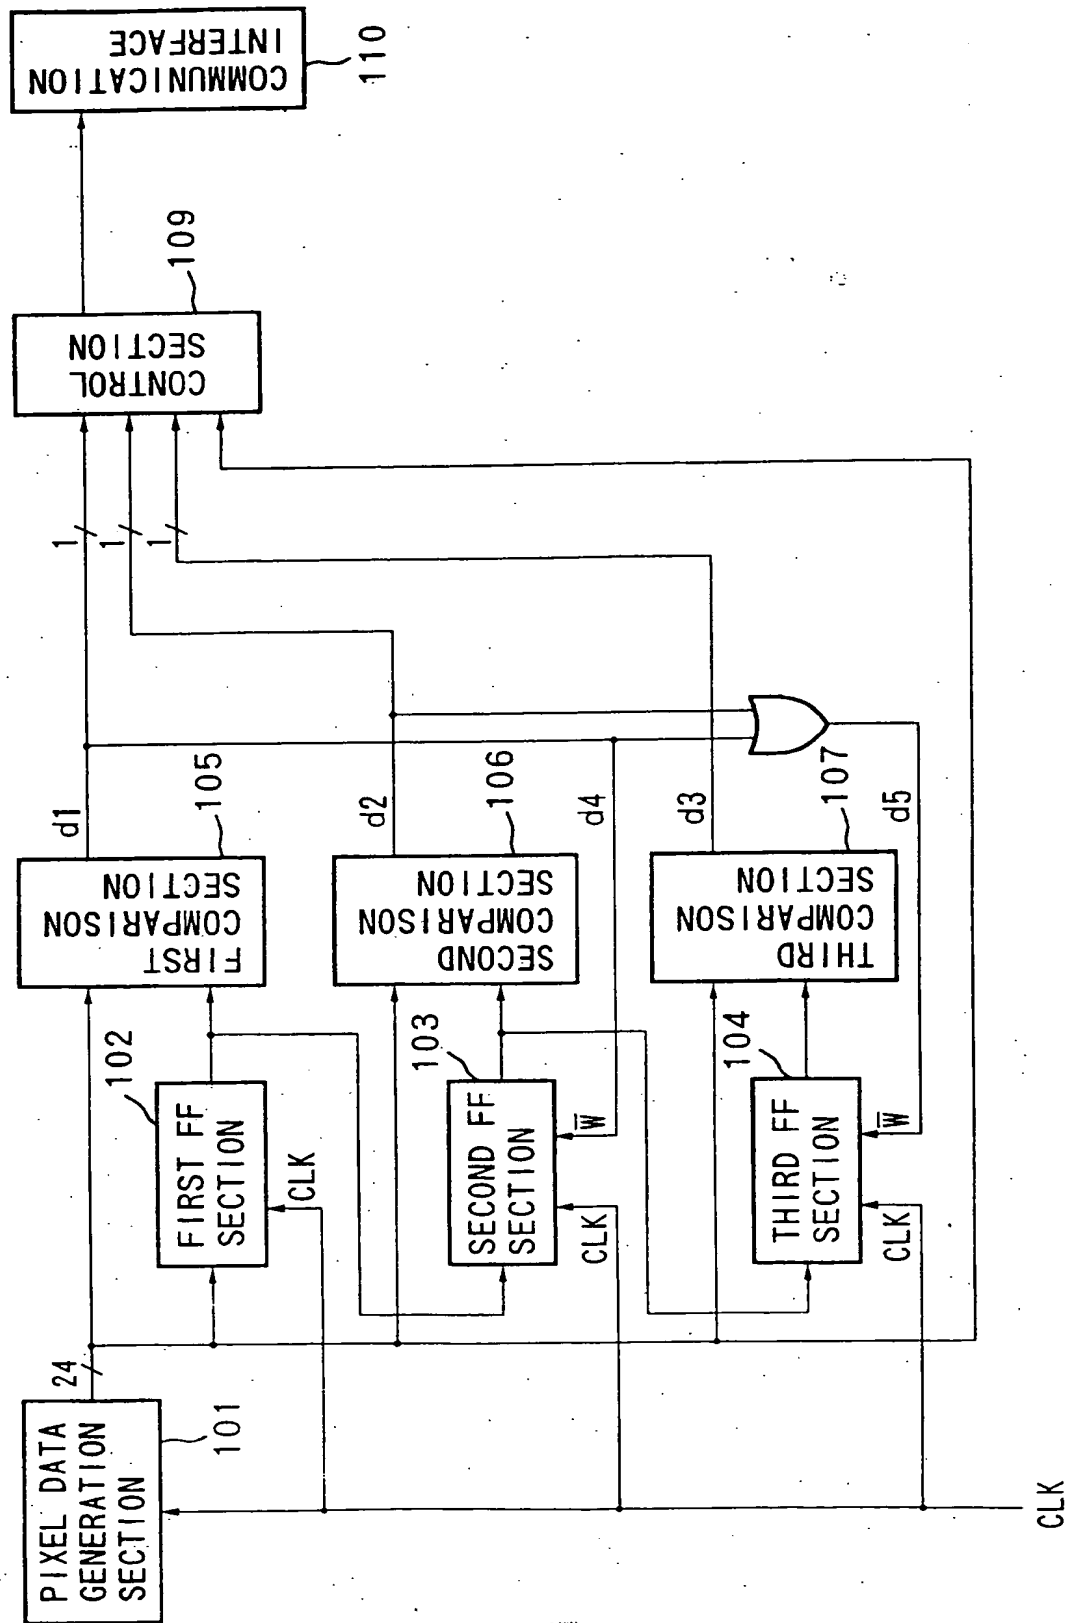 PIXEL DATA
GENERATION
SECTION
101
24
FIRST FF
SECTION
102
CLK
FIRST
COMPARISON
SECTION
105
d1
1
1
1
CONTROL
SECTION
109
COMMUNICATION
INTERFACE
110
SECOND FF
SECTION
103
CLK
W̅
SECOND
COMPARISON
SECTION
106
d2
d4
THIRD FF
SECTION
104
CLK
W̅
THIRD
COMPARISON
SECTION
107
d3
d5
CLK